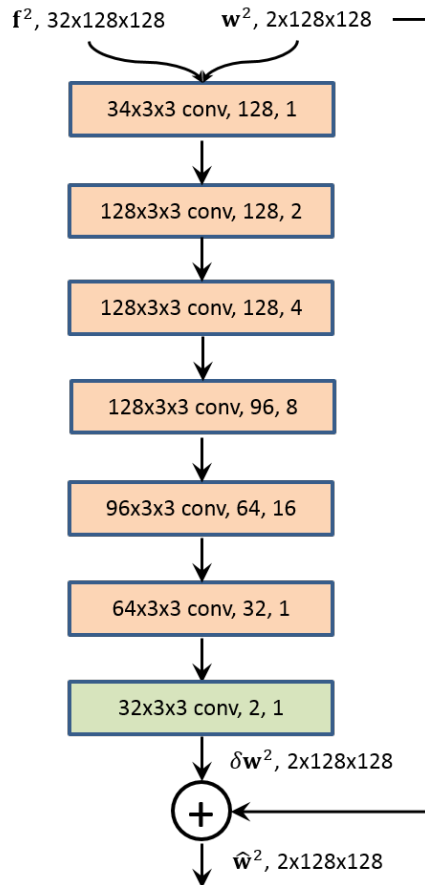 𝐟², 32x128x128 𝐰², 2x128x128
34x3x3 conv, 128, 1
128x3x3 conv, 128, 2
128x3x3 conv, 128, 4
128x3x3 conv, 96, 8
96x3x3 conv, 64, 16
64x3x3 conv, 32, 1
32x3x3 conv, 2, 1
δ𝐰², 2x128x128
+
𝐰̂², 2x128x128